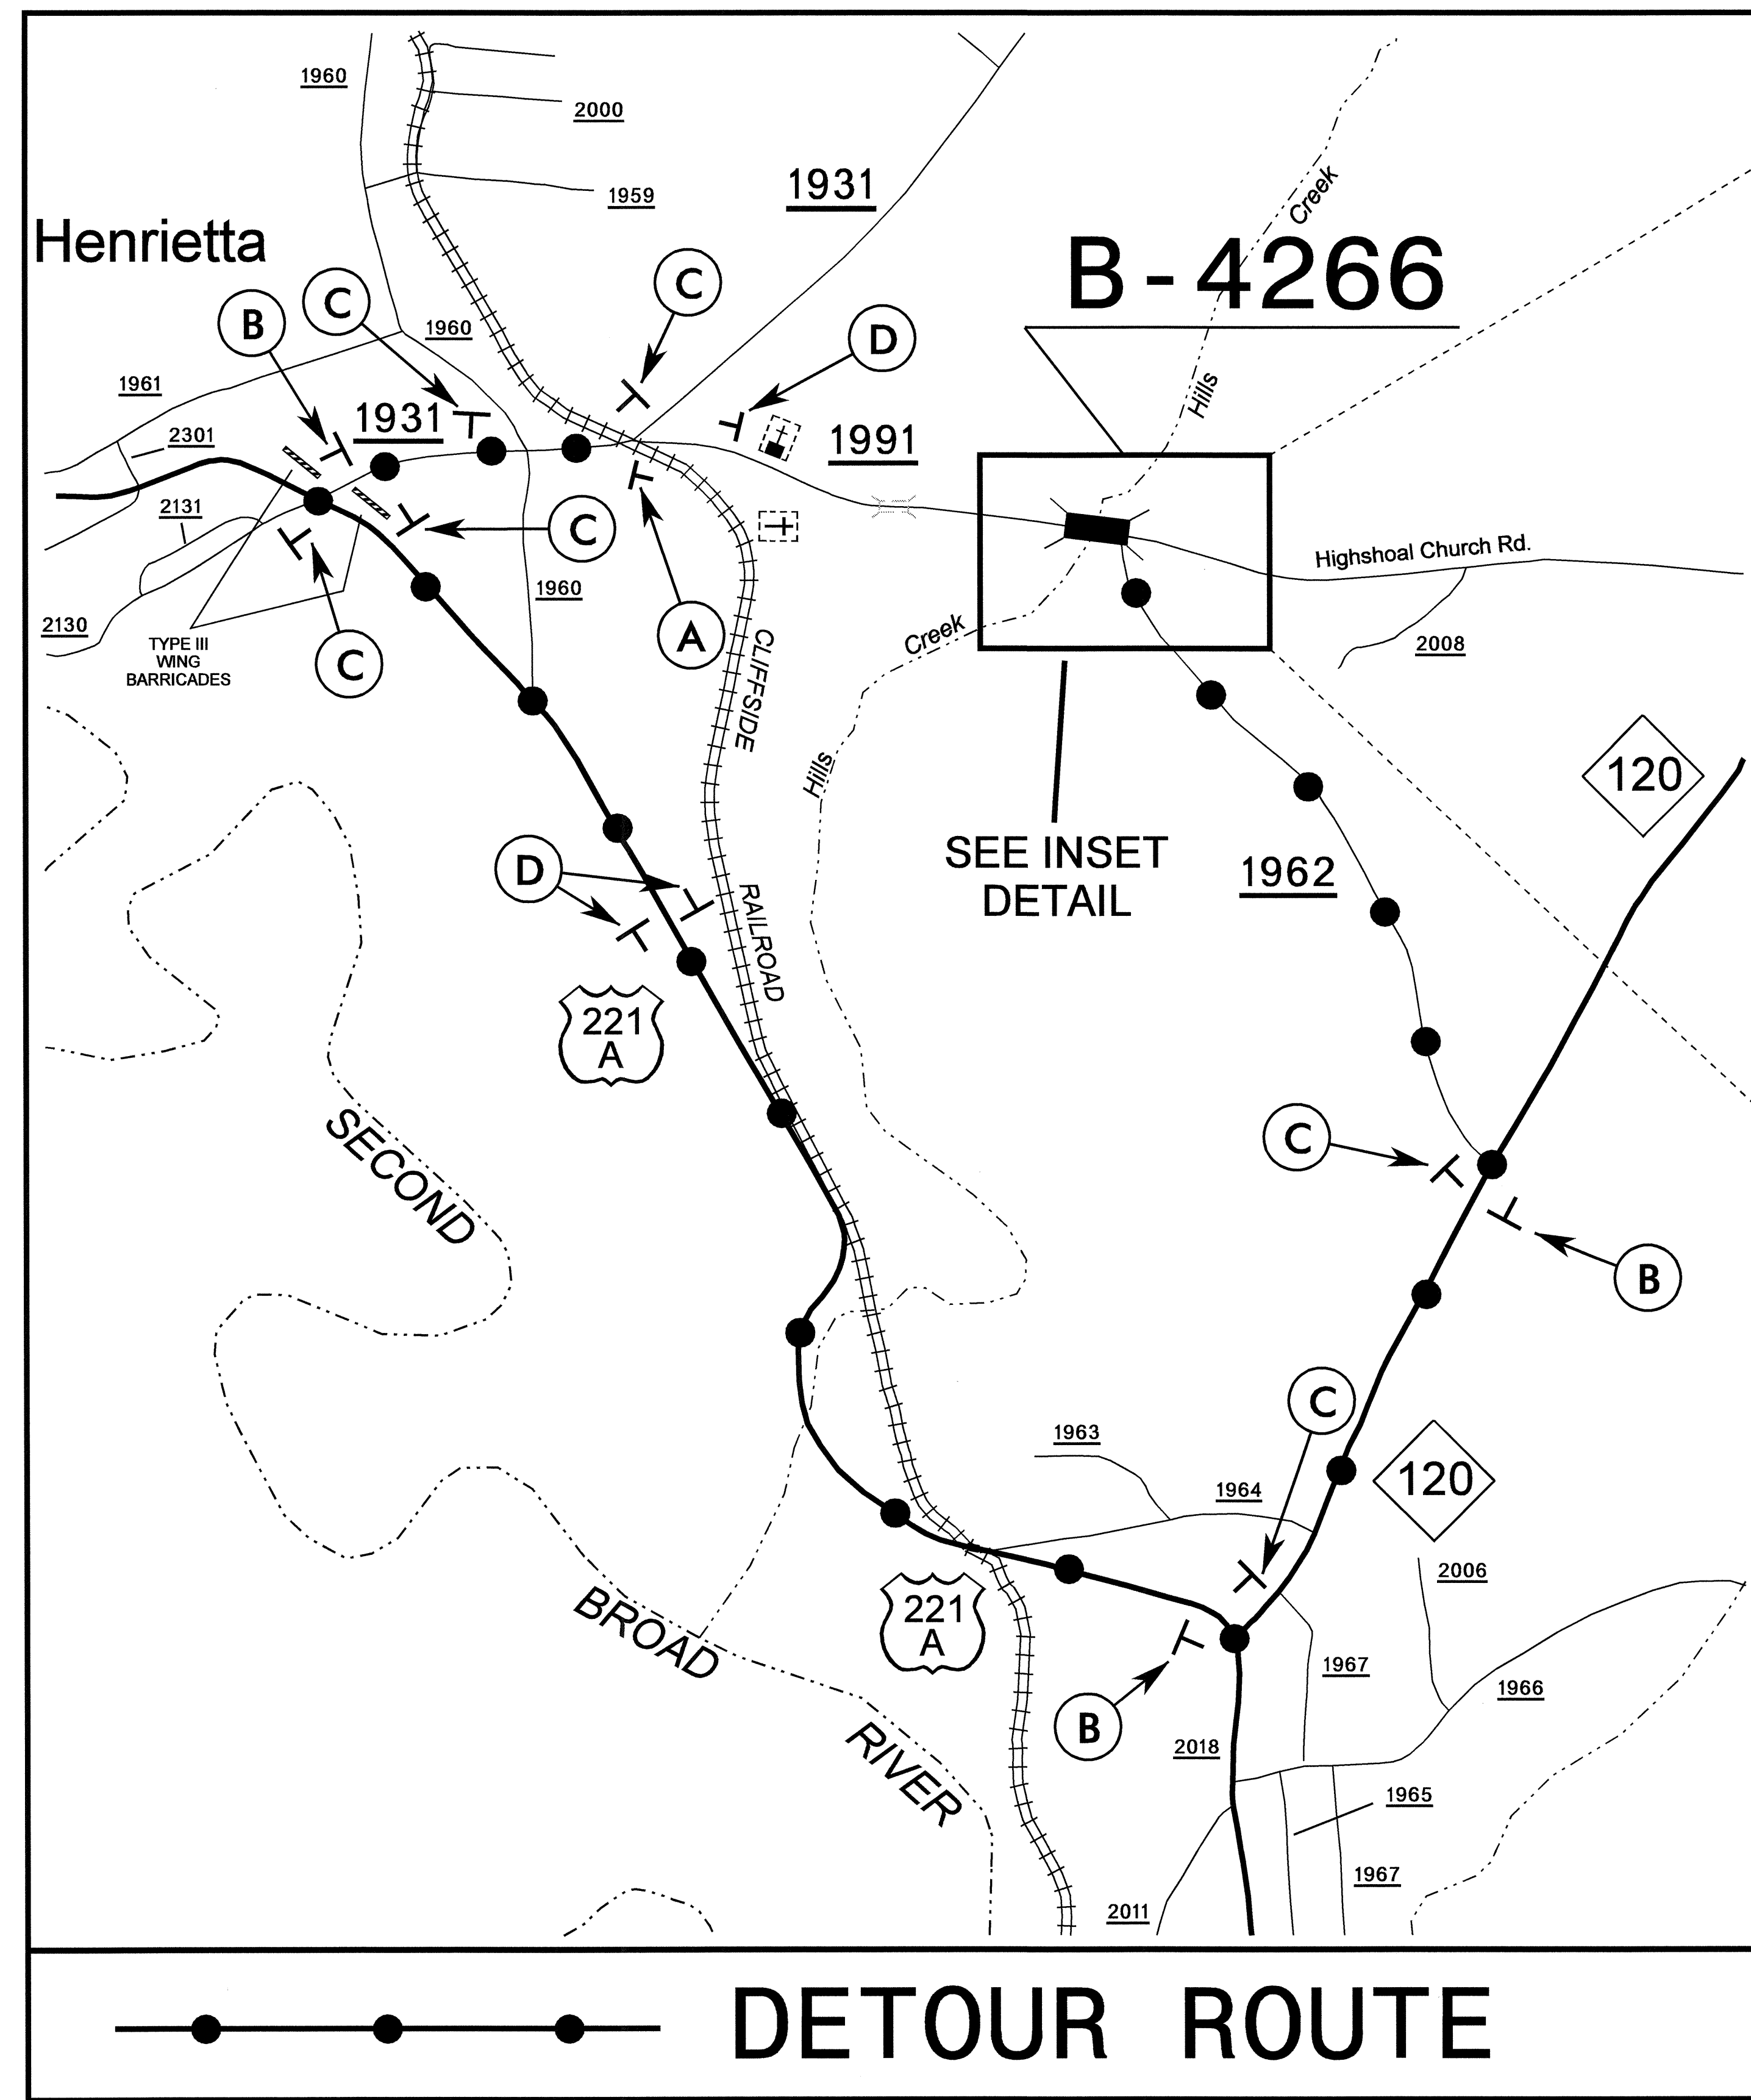 1960
2000
1959
1931
Creek
Henrietta
B-4266
C
B
C
D
1960
1961
1931
Hills
2301
1991
2131
C
Highshoal Church Rd.
1960
2130
TYPE III
WING
BARRICADES
C
A
CLIFFSIDE
RAILROAD
Creek
Hills
2008
120
SEE INSET
DETAIL
1962
D
221
A
SECOND
C
B
C
1963
1964
120
2006
BROAD
221
A
1967
1966
B
2018
RIVER
1965
1967
2011
DETOUR ROUTE